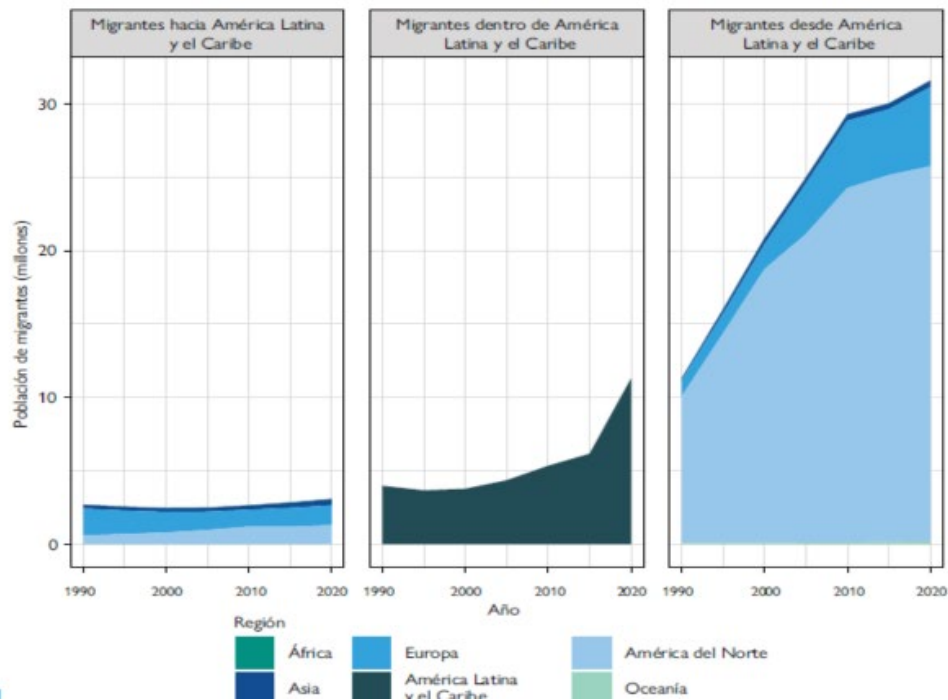 Migrantes hacia América Latina
y el Caribe
Migrantes dentro de América
Latina y el Caribe
Migrantes desde América
Latina y el Caribe
Población de migrantes (millones)
30
20
10
0
1990 2000 2010 2020
1990 2000 2010 2020
1990 2000 2010 2020
Año
Región
África
Europa
América del Norte
Asia
América Latina
y el Caribe
Oceanía